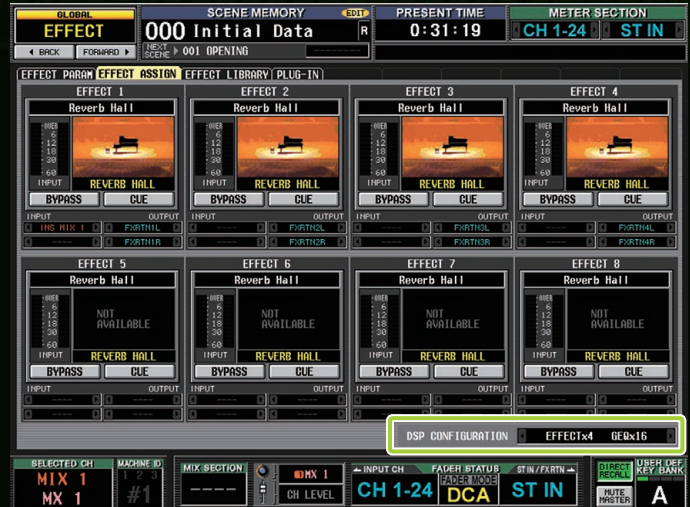 GLOBAL
EFFECT
BACK FORWARD
SCENE MEMORY EDIT
000 Initial Data R
NEXT SCENE 001 OPENING --------
PRESENT TIME
0:31:19
METER SECTION
CH 1-24 ST IN
EFFECT PARAM EFFECT ASSIGN EFFECT LIBRARY PLUG-IN
EFFECT 1 EFFECT 2 EFFECT 3 EFFECT 4
Reverb Hall Reverb Hall Reverb Hall Reverb Hall
OVER OVER OVER OVER
6 6 6 6
12 12 12 12
18 18 18 18
30 30 30 30
60 60 60 60
INPUT REVERB HALL INPUT REVERB HALL INPUT REVERB HALL INPUT REVERB HALL
BYPASS CUE BYPASS CUE BYPASS CUE BYPASS CUE
INPUT OUTPUT INPUT OUTPUT INPUT OUTPUT INPUT OUTPUT
INS MIX 1 FXRTN1L ---- FXRTN2L ---- FXRTN3L ---- FXRTN4L
---- FXRTN1R ---- FXRTN2R ---- FXRTN3R ---- FXRTN4R
EFFECT 5 EFFECT 6 EFFECT 7 EFFECT 8
Reverb Hall Reverb Hall Reverb Hall Reverb Hall
OVER OVER OVER OVER
6 6 6 6
12 NOT 12 NOT 12 NOT 12 NOT
18 AVAILABLE 18 AVAILABLE 18 AVAILABLE 18 AVAILABLE
30 30 30 30
60 60 60 60
INPUT REVERB HALL INPUT REVERB HALL INPUT REVERB HALL INPUT REVERB HALL
BYPASS CUE BYPASS CUE BYPASS CUE BYPASS CUE
INPUT OUTPUT INPUT OUTPUT INPUT OUTPUT INPUT OUTPUT
---- ---- ---- ---- ---- ---- ---- ----
---- ---- ---- ---- ---- ---- ---- ----
DSP CONFIGURATION EFFECTx4 GEQx16
SELECTED CH
MIX 1
MX 1
MACHINE ID
1 2 3
#1
MIX SECTION
--------
--------
MX 1
CH LEVEL
INPUT CH FADER STATUS ST IN / FXRTN
CH 1-24 FADER MODE DCA ST IN
DIRECT RECALL
MUTE MASTER
USER DEF KEY BANK
A